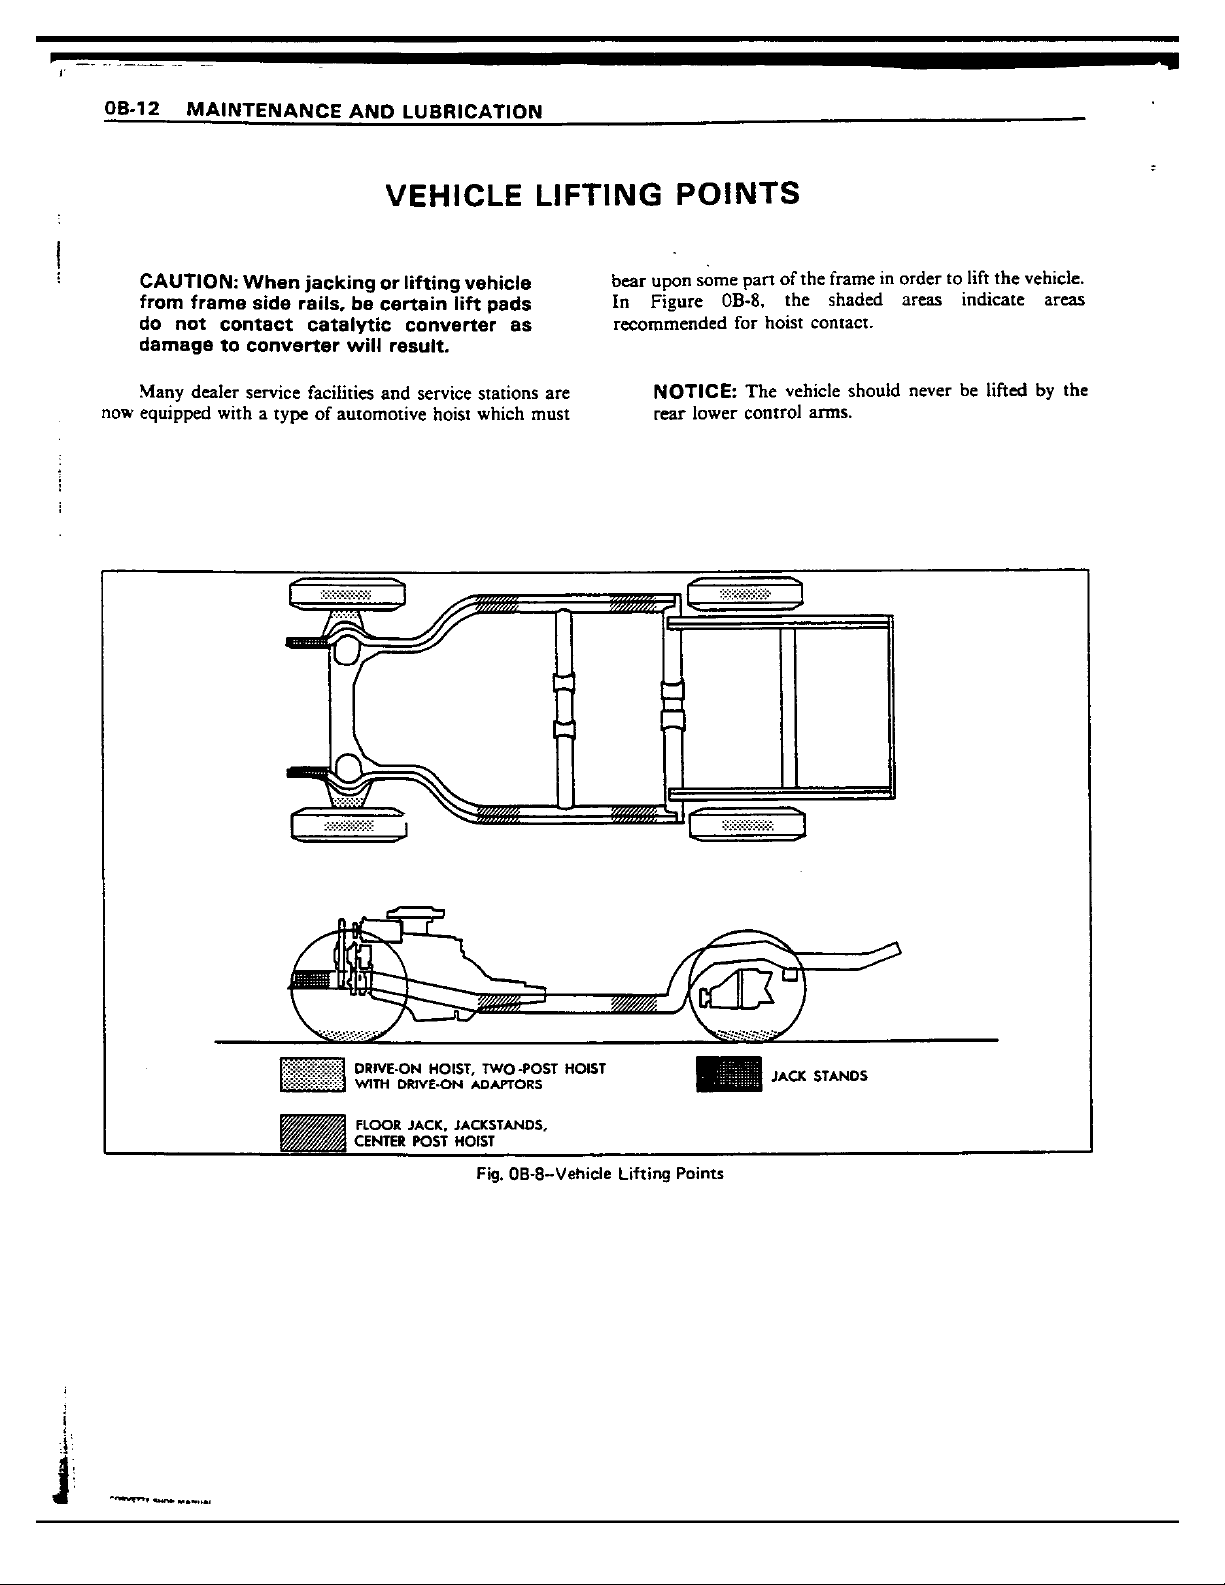 0B-12 MAINTENANCE AND LUBRICATION
VEHICLE LIFTING POINTS
CAUTION: When jacking or lifting vehicle
from frame side rails, be certain lift pads
do not contact catalytic converter as
damage to converter will result.
Many dealer service facilities and service stations are
now equipped with a type of automotive hoist which must
bear upon some part of the frame in order to lift the vehicle.
In Figure 0B-8, the shaded areas indicate areas
recommended for hoist contact.
NOTICE: The vehicle should never be lifted by the
rear lower control arms.
DRIVE-ON HOIST, TWO-POST HOIST
WITH DRIVE-ON ADAPTORS
JACK STANDS
FLOOR JACK, JACKSTANDS,
CENTER POST HOIST
Fig. 0B-8--Vehicle Lifting Points
CORVETTE SHOP MANUAL